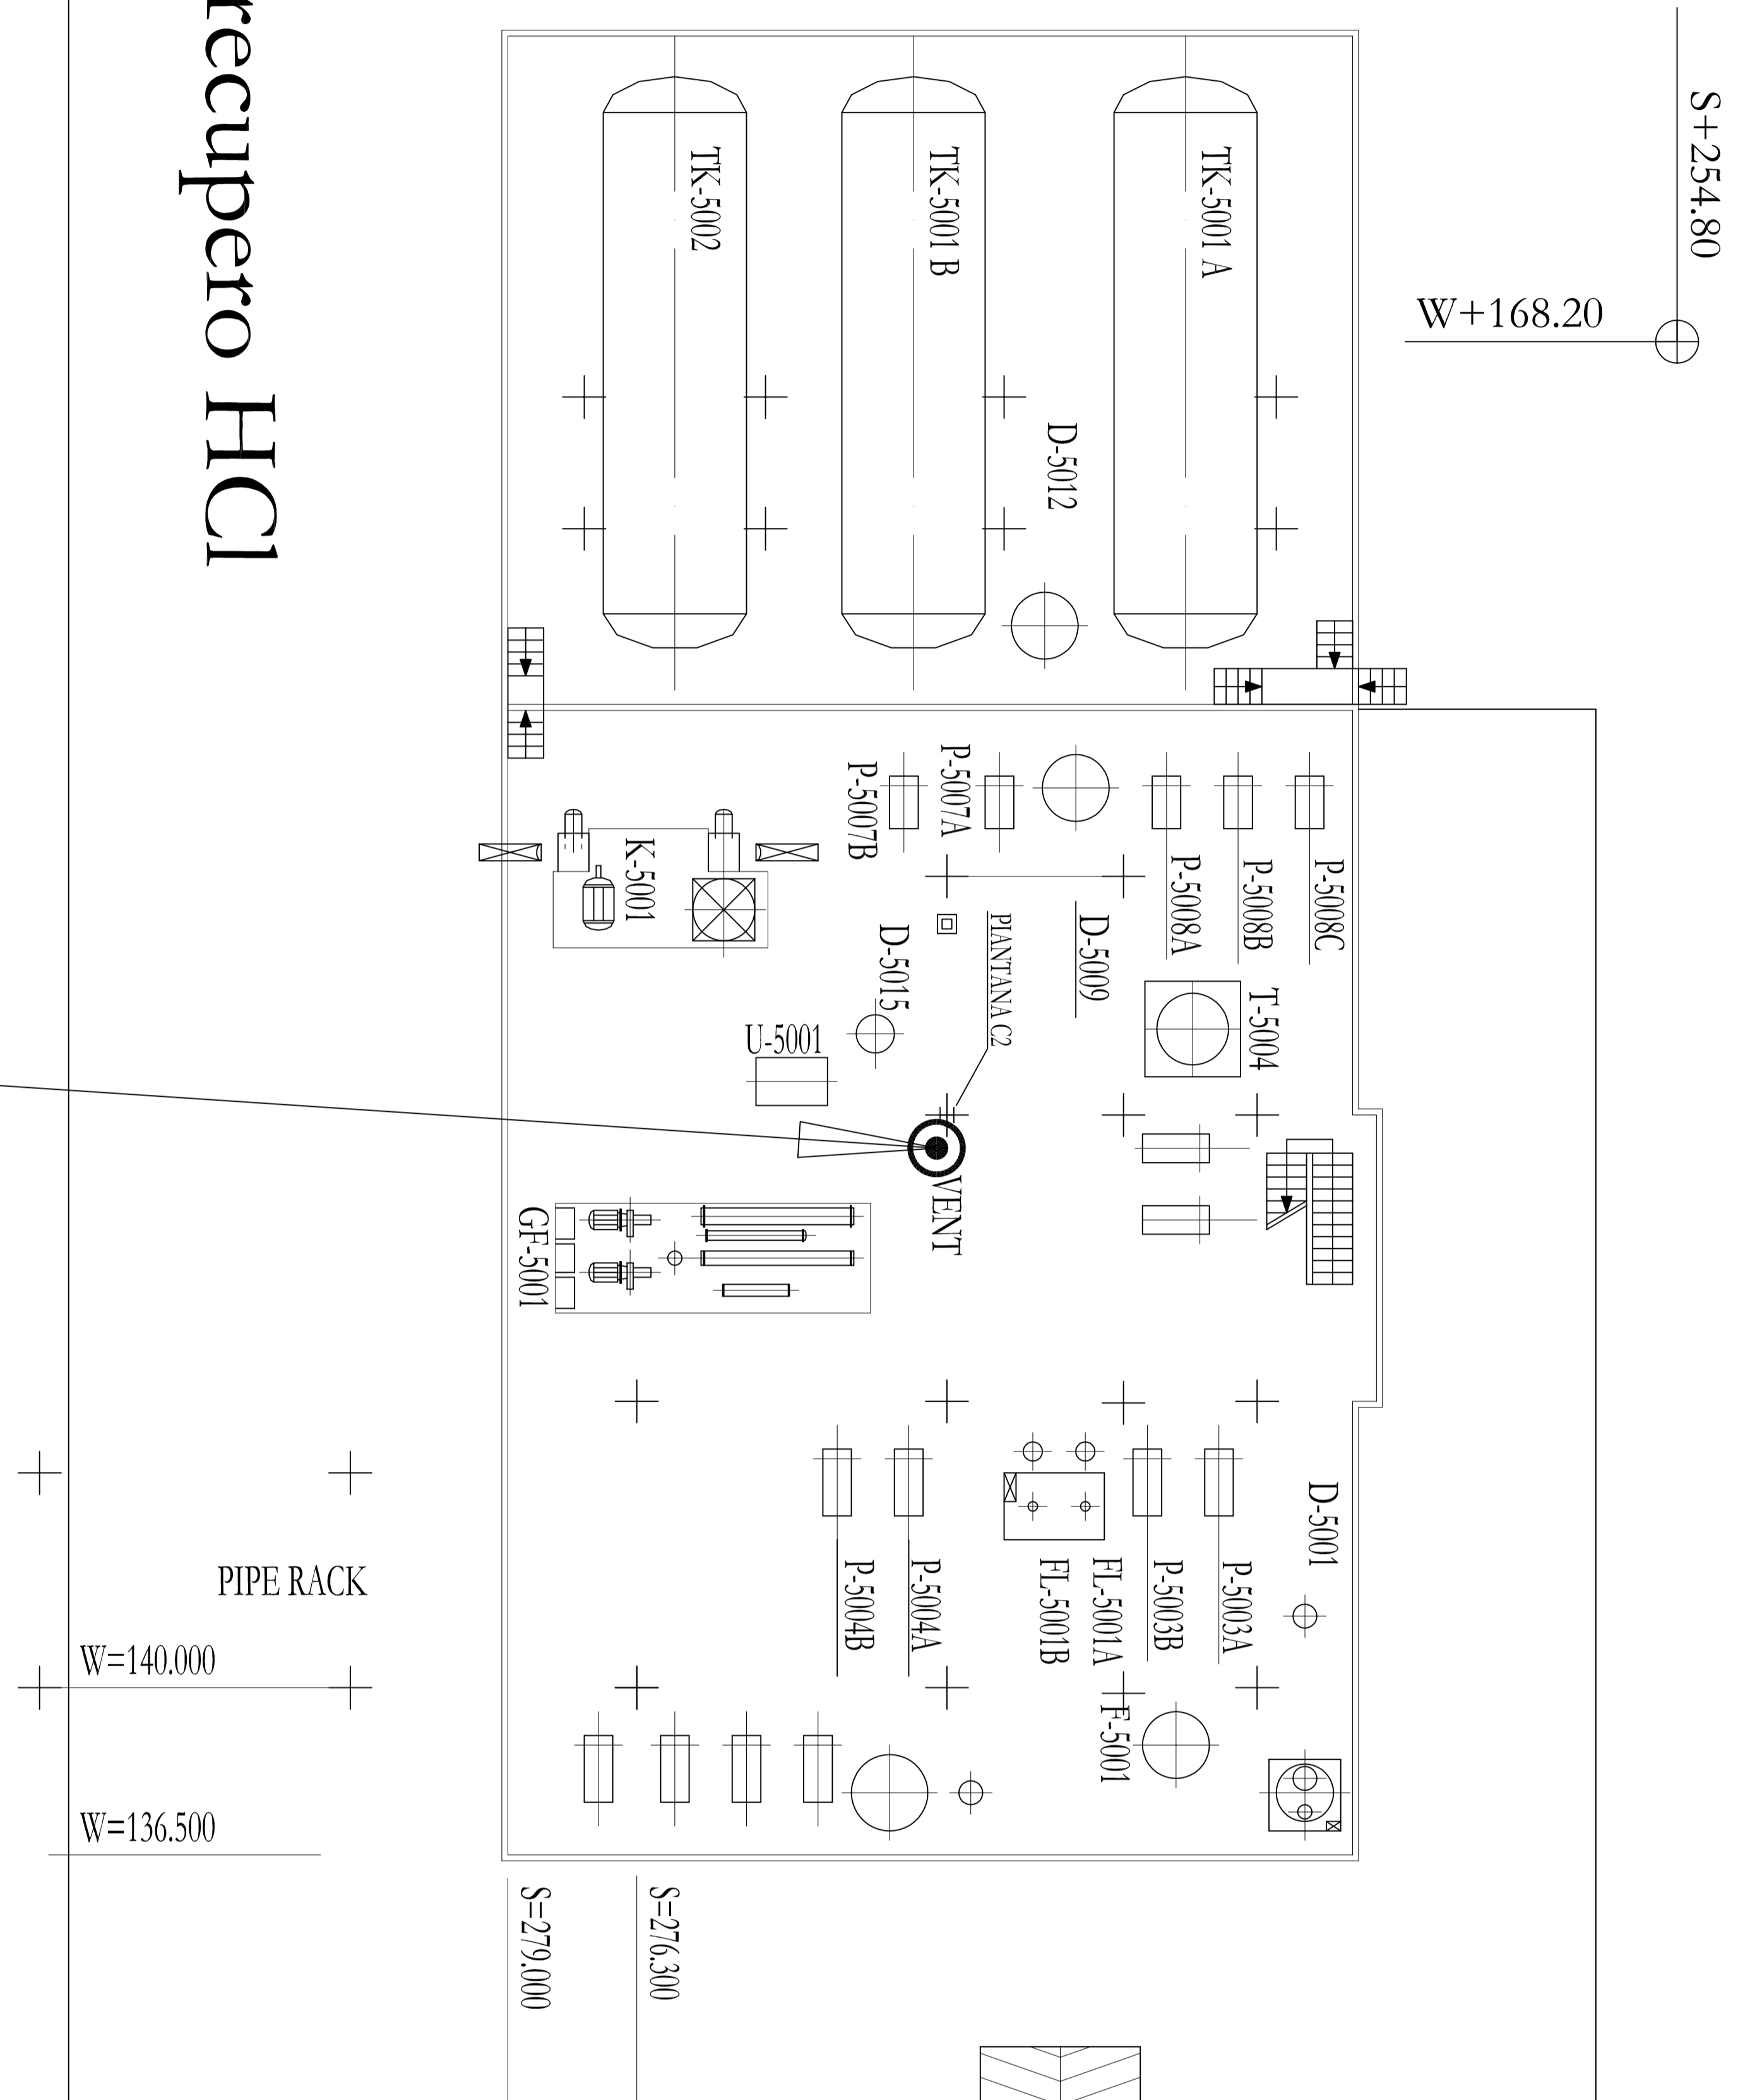 recupero HCl
S+254.80
W+168.20
TK-5002
TK-5001 B
TK-5001 A
D-5012
P-5007B
P-5007A
P-5008A
P-5008B
P-5008C
K-5001
D-5015
PIANTANA C2
D-5009
T-5004
U-5001
VENT
GF-5001
D-5001
P-5004B
P-5004A
FL-5001B
FL-5001A
P-5003B
P-5003A
PIPE RACK
W=140.000
F-5001
W=136.500
S=279.000
S=276.300